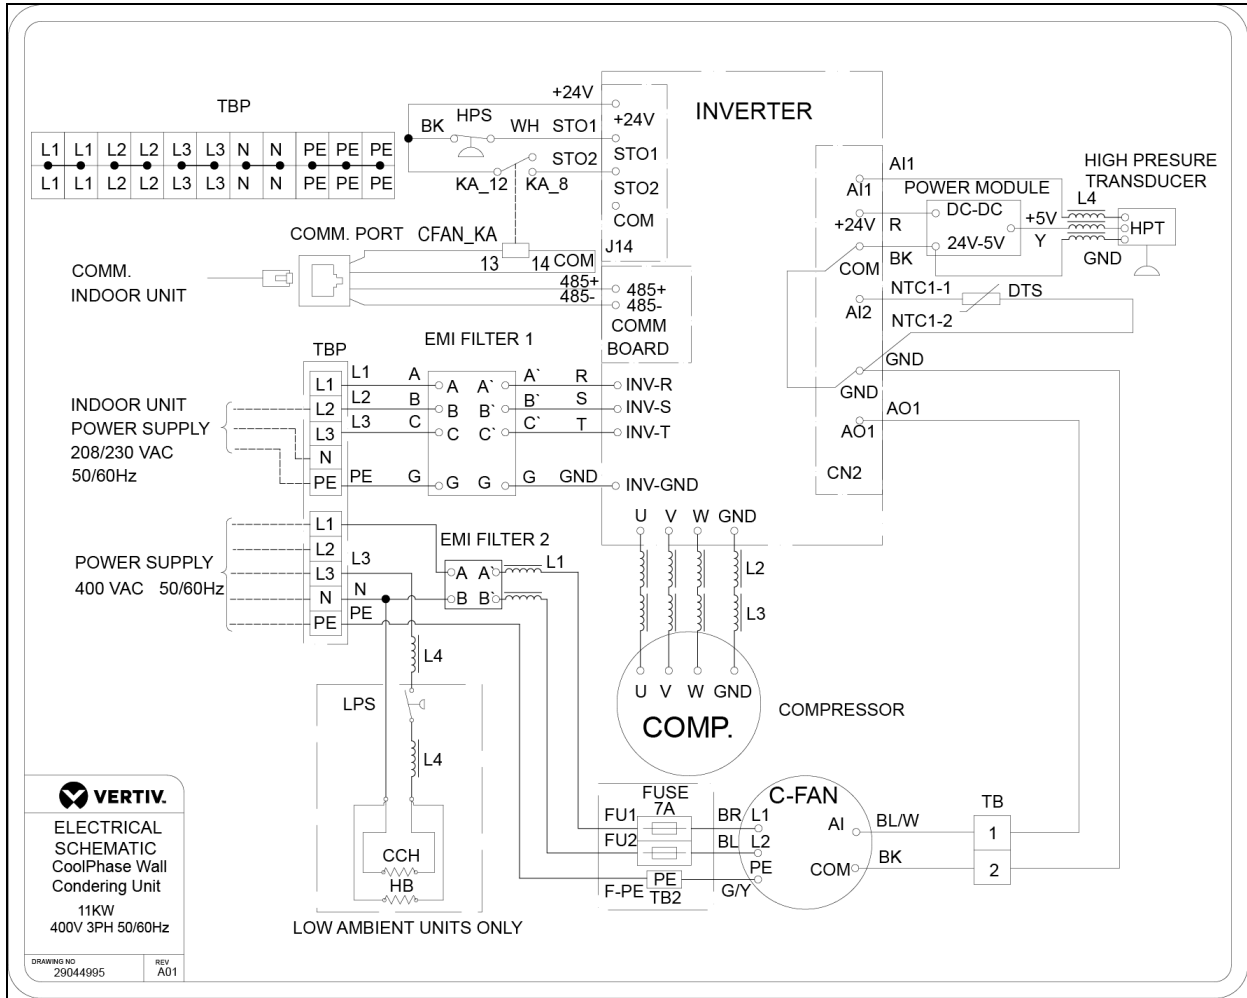 TBP
L1 L1 L2 L2 L3 L3 N N PE PE PE
L1 L1 L2 L2 L3 L3 N N PE PE PE
+24V
HPS
BK WH STO1
STO2
KA_12 KA_8
+24V
STO1
STO2
COM
J14
INVERTER
COMM. PORT CFAN_KA
13 14 COM
485+
485-
COMM.
INDOOR UNIT
485+
485-
COMM
BOARD
AI1
AI1
+24V
R
COM
BK
POWER MODULE
DC-DC
24V-5V
+5V
Y
L4
GND
HIGH PRESURE
TRANSDUCER
HPT
NTC1-1
DTS
AI2
NTC1-2
GND
GND
AO1
AO1
CN2
TBP
EMI FILTER 1
L1 L1 A A A` A` R INV-R
L2 L2 B B B` B` S INV-S
L3 L3 C C C` C` T INV-T
N
PE PE G G G G GND INV-GND
INDOOR UNIT
POWER SUPPLY
208/230 VAC
50/60Hz
L1
L2
L3 L3
N N
PE PE
POWER SUPPLY
400 VAC 50/60Hz
EMI FILTER 2
A A` L1
B B`
U V W GND
L2
L3
U V W GND
COMP.
COMPRESSOR
L4
LPS
L4
CCH
HB
LOW AMBIENT UNITS ONLY
FUSE
7A
FU1 BR L1
FU2 BL L2
PE
F-PE PE G/Y
TB2
C-FAN
AI BL/W
COM BK
TB
1
2
VERTIV.
ELECTRICAL
SCHEMATIC
CoolPhase Wall
Condering Unit
11KW
400V 3PH 50/60Hz
DRAWING NO
29044995
REV
A01